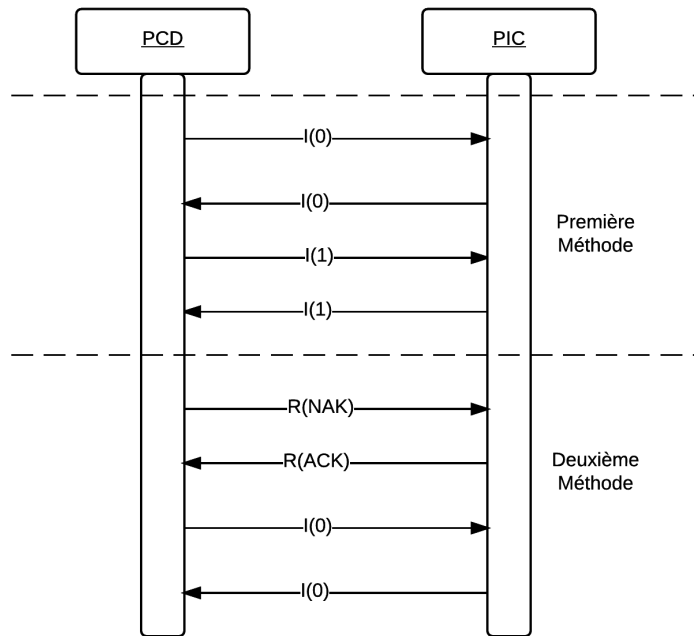 PCD
PIC
I(0)
I(0)
Première
Méthode
I(1)
I(1)
R(NAK)
R(ACK)
Deuxième
Méthode
I(0)
I(0)